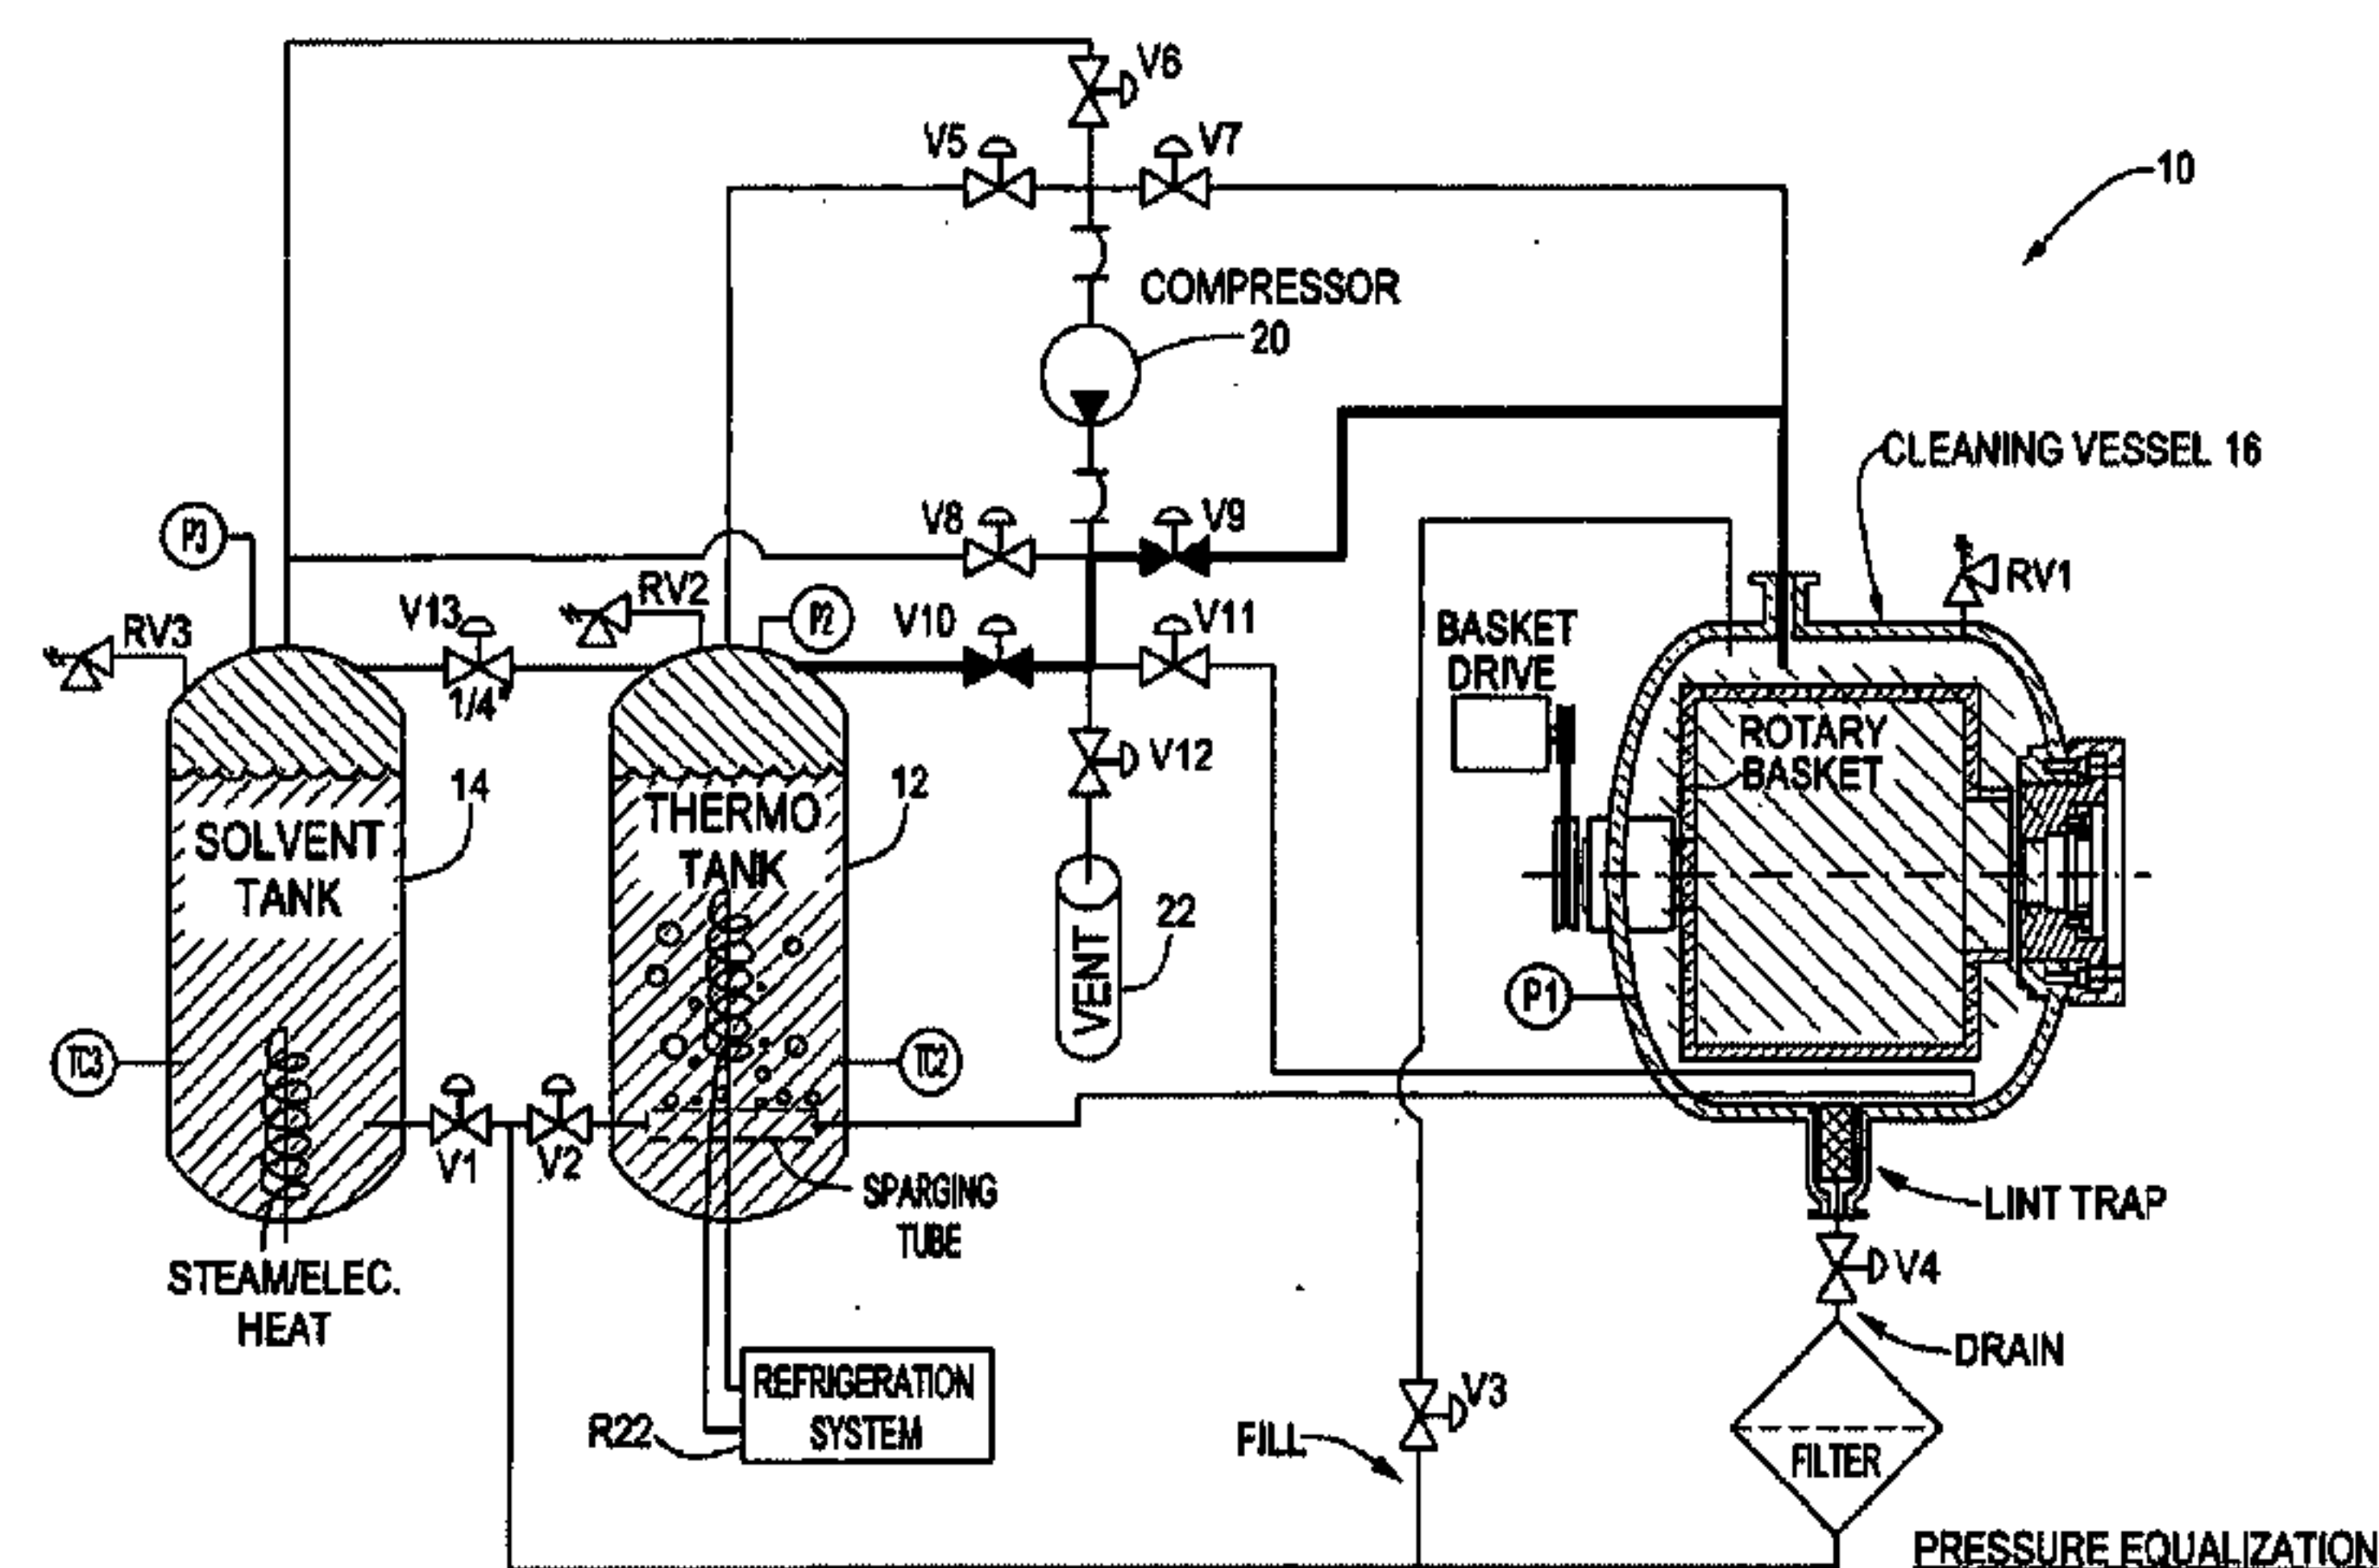 V6
V5
V7
10
COMPRESSOR
20
CLEANING VESSEL 16
P3
V8
V9
RV1
RV3
V13
1/4"
RV2
P2
V10
V11
BASKET
DRIVE
ROTARY
BASKET
V12
14
12
SOLVENT
TANK
THERMO
TANK
22
VENT
P1
TC3
TC2
V1
V2
SPARGING
TUBE
LINT TRAP
STEAM/ELEC.
HEAT
V4
DRAIN
REFRIGERATION
SYSTEM
R22
V3
FILL
FILTER
PRESSURE EQUALIZATION